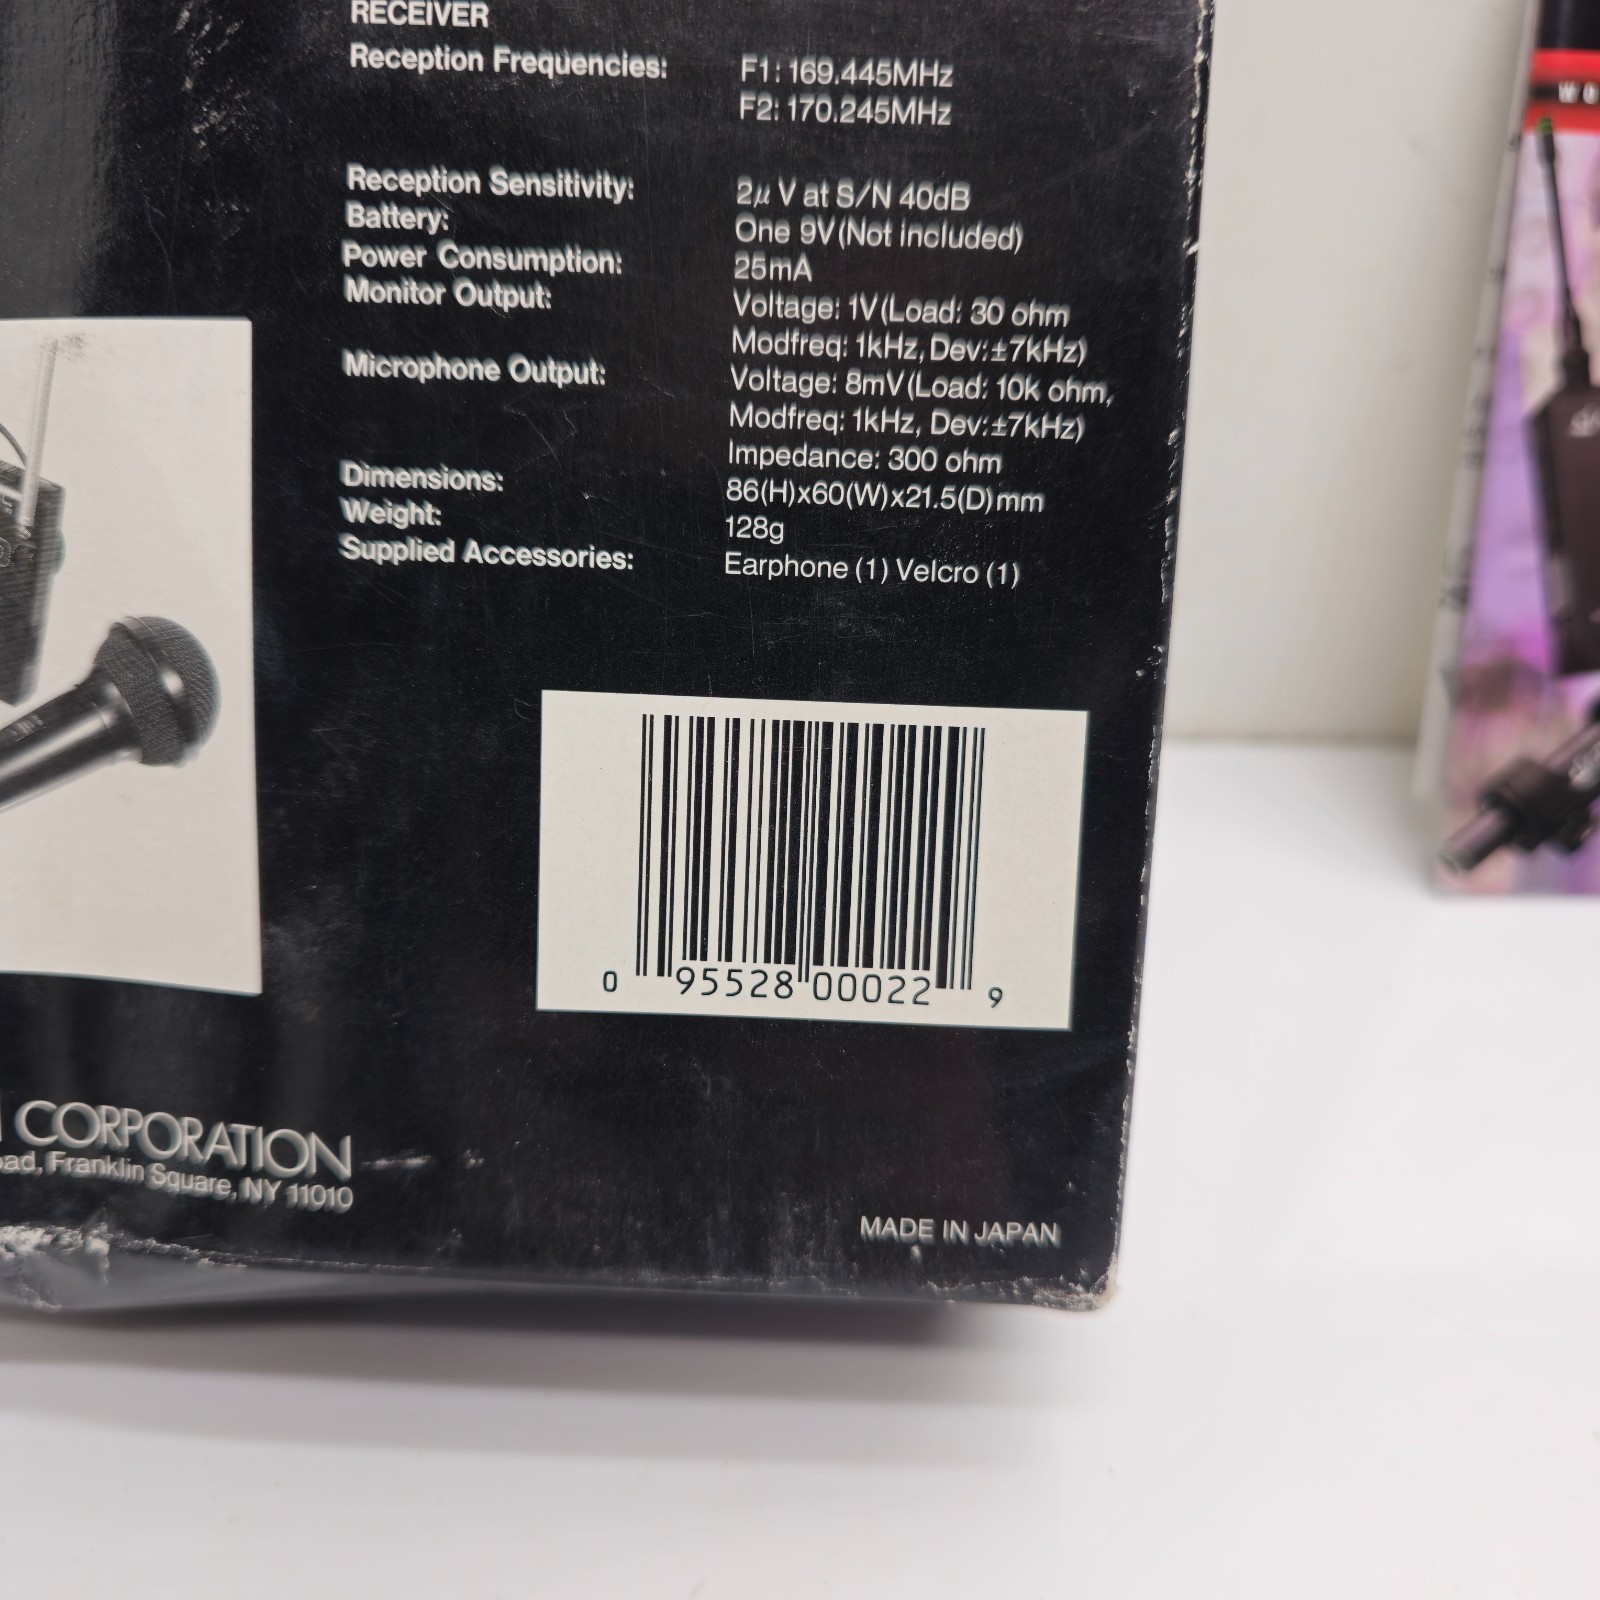 RECEIVER
Reception Frequencies: F1: 169.445MHz
F2: 170.245MHz
Reception Sensitivity: 2μV at S/N 40dB
Battery: One 9V (Not included)
Power Consumption: 25mA
Monitor Output: Voltage: 1V (Load: 30 ohm
Modfreq: 1kHz, Dev: ±7kHz)
Microphone Output: Voltage: 8mV (Load: 10k ohm,
Modfreq: 1kHz, Dev: ±7kHz)
Impedance: 300 ohm
Dimensions: 86(H)x60(W)x21.5(D)mm
Weight: 128g
Supplied Accessories: Earphone (1) Velcro (1)
0 95528 00022 9
CORPORATION
Franklin Square, NY 11010
MADE IN JAPAN